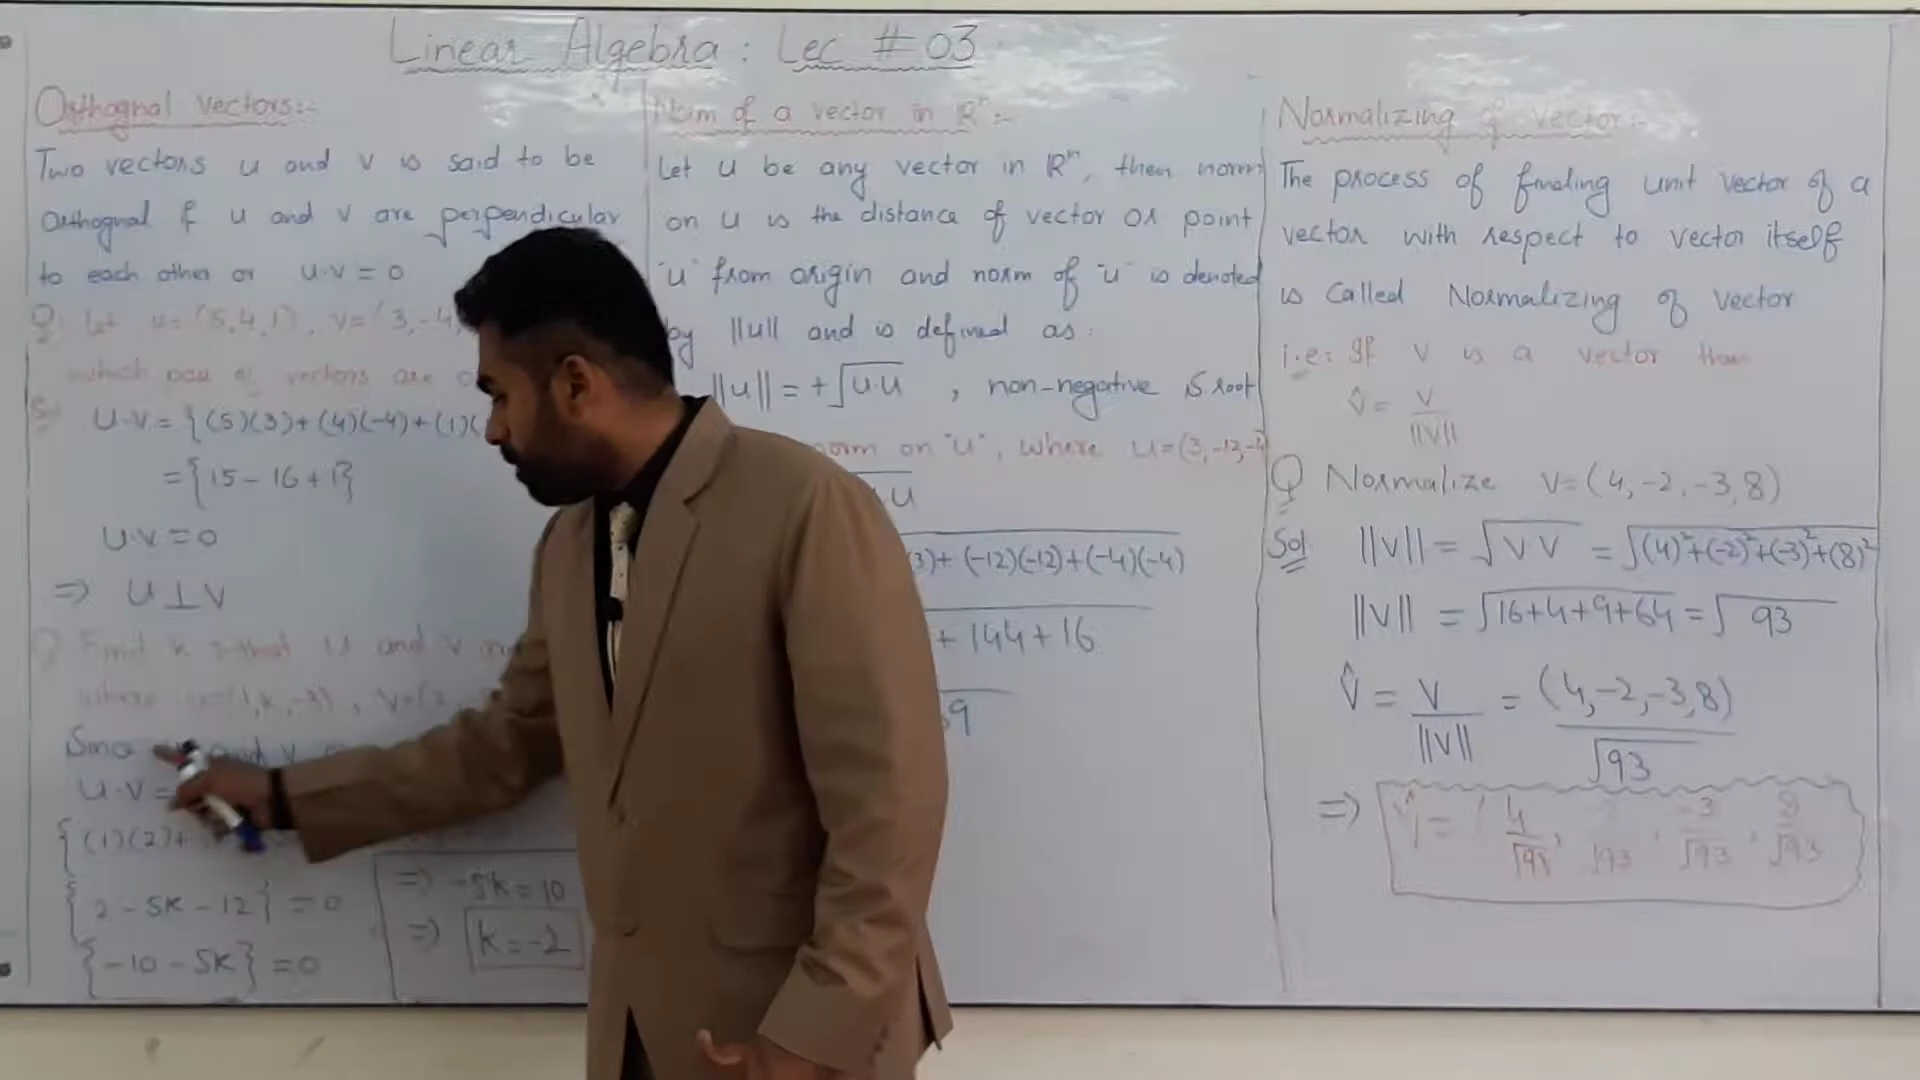 Linear Algebra: Lec # 03
Orthognal vectors:-
Two vectors u and v is said to be
orthognal if u and v are perpendicular
to each other or u·v = 0
Q: Let u=(5,4,1), v=(3,-4,
which of vectors are
Sol u·v = {(5)(3)+(4)(-4)+(1)(
={15-16+1}
u·v=0
⇒ u⊥v
Q Find k s.that u and v are
where u=(1,k,-3), v=(2,
Since and v
u·v =
{(1)(2)+
{2-5k-12}=0
{-10-5k}=0
⇒ -5k=10
⇒ k=-2
Norm of a vector in Rⁿ:-
Let u be any vector in Rⁿ, then norm
on u is the distance of vector or point
"u" from origin and norm of "u" is denoted
by ||u|| and is defined as:
||u|| = +√u·u , non-negative S.root
norm on "u", where u=(3,-12,-4
u
3)+(-12)(-12)+(-4)(-4)
+144+16
9
Normalizing of vector:-
The process of finding unit vector of a
vector with respect to vector itself
is called Normalizing of vector
i.e: If v is a vector then
v̂ = v/||v||
Q Normalize v=(4,-2,-3,8)
Sol ||v|| = √v·v = √(4)²+(-2)²+(-3)²+(8)²
||v|| = √16+4+9+64 = √93
v̂ = v/||v|| = (4,-2,-3,8)/√93
⇒ v̂ = (4/√93, /√93, -3/√93, 8/√93